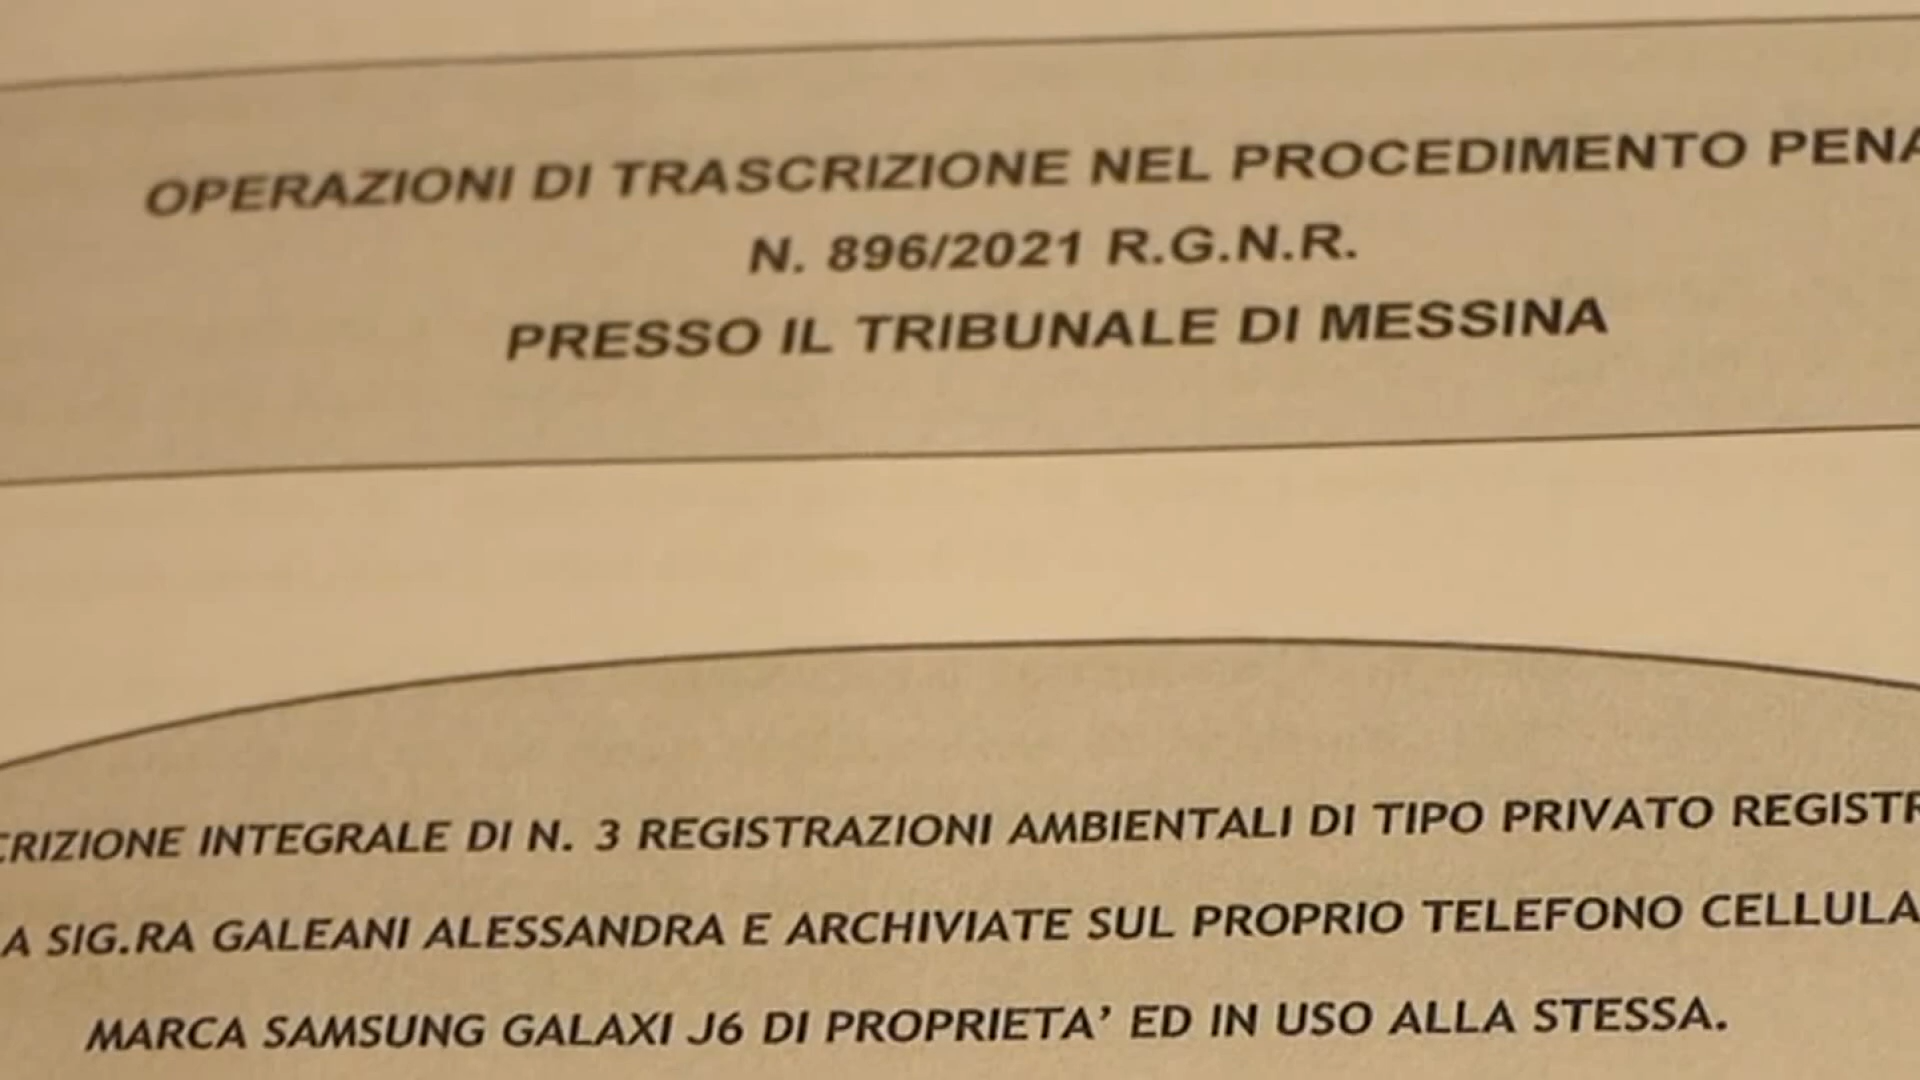 OPERAZIONI DI TRASCRIZIONE NEL PROCEDIMENTO PENA
N. 896/2021 R.G.N.R.
PRESSO IL TRIBUNALE DI MESSINA
CRIZIONE INTEGRALE DI N. 3 REGISTRAZIONI AMBIENTALI DI TIPO PRIVATO REGISTR
A SIG.RA GALEANI ALESSANDRA E ARCHIVIATE SUL PROPRIO TELEFONO CELLULA
MARCA SAMSUNG GALAXI J6 DI PROPRIETA' ED IN USO ALLA STESSA.